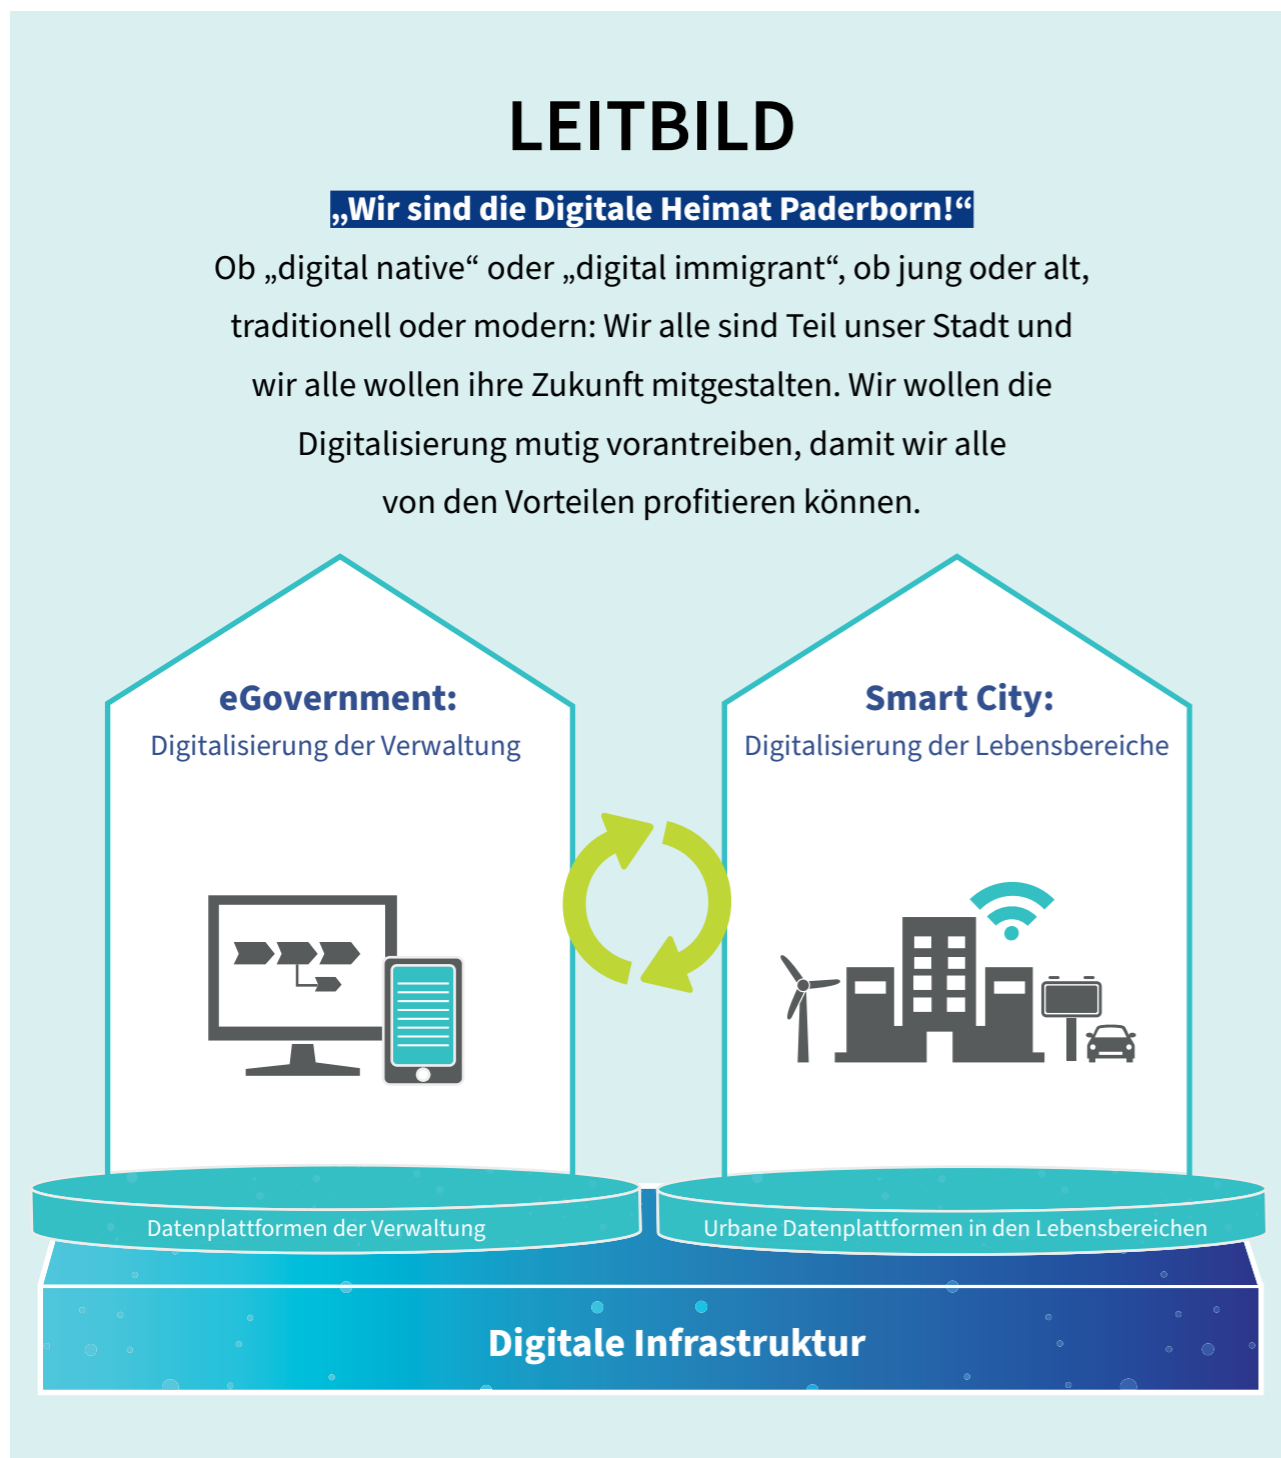 LEITBILD
„Wir sind die Digitale Heimat Paderborn!“
Ob „digital native“ oder „digital immigrant“, ob jung oder alt,
traditionell oder modern: Wir alle sind Teil unser Stadt und
wir alle wollen ihre Zukunft mitgestalten. Wir wollen die
Digitalisierung mutig vorantreiben, damit wir alle
von den Vorteilen profitieren können.
eGovernment:
Digitalisierung der Verwaltung
Smart City:
Digitalisierung der Lebensbereiche
Datenplattformen der Verwaltung
Urbane Datenplattformen in den Lebensbereichen
Digitale Infrastruktur